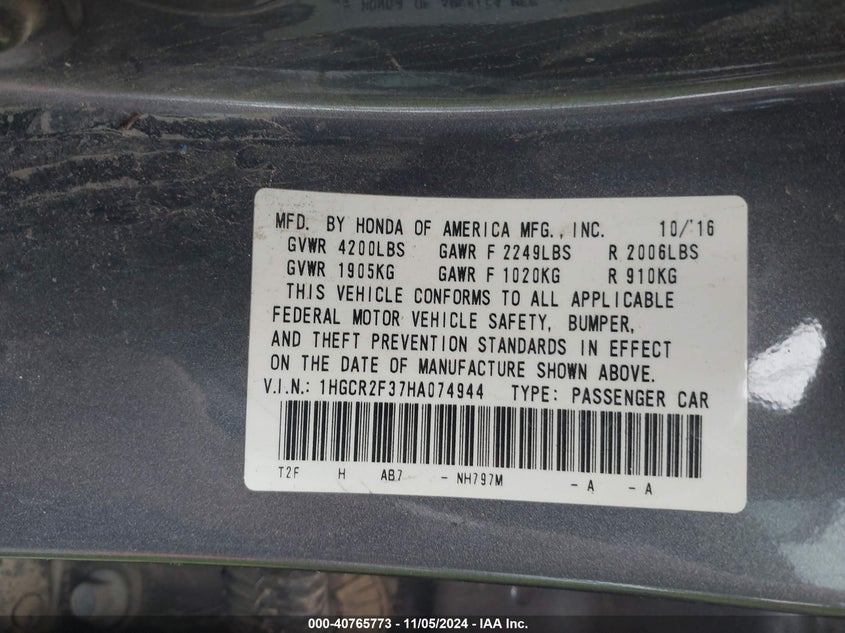 MFD. BY HONDA OF AMERICA MFG., INC. 10/'16
GVWR 4200LBS GAWR F 2249LBS R 2006LBS
GVWR 1905KG GAWR F 1020KG R 910KG
THIS VEHICLE CONFORMS TO ALL APPLICABLE
FEDERAL MOTOR VEHICLE SAFETY, BUMPER,
AND THEFT PREVENTION STANDARDS IN EFFECT
ON THE DATE OF MANUFACTURE SHOWN ABOVE.
V.I.N.: 1HGCR2F37HA074944 TYPE: PASSENGER CAR
T2F H AB7 - NH797M - A - A
000-40765773 - 11/05/2024 - IAA Inc.